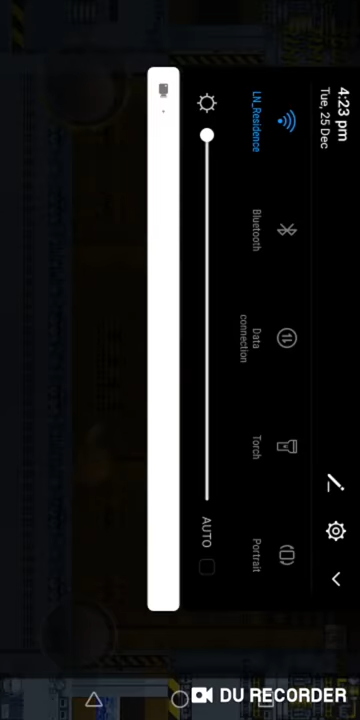 4:23 pm
Tue, 25 Dec
LN_Residence
Bluetooth
Data
connection
Torch
Portrait
AUTO
DU RECORDER